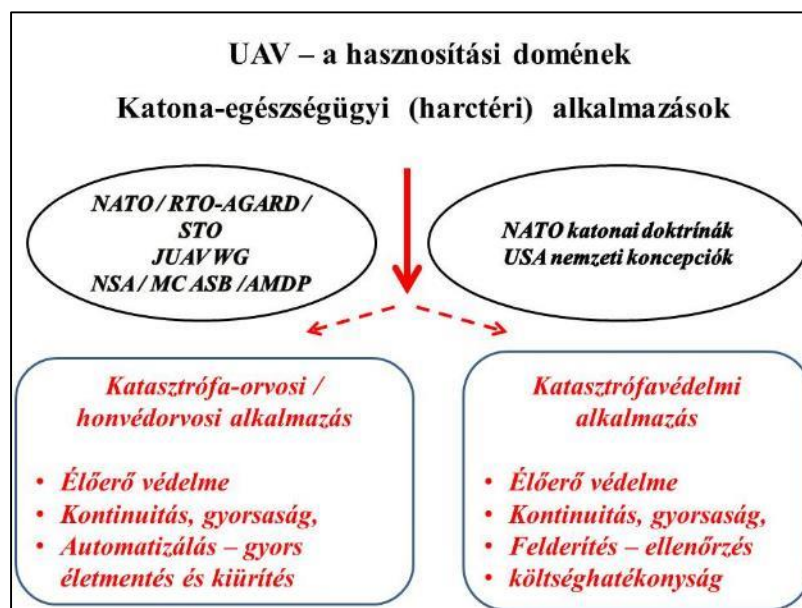 UAV – a hasznosítási domének
Katona-egészségügyi (harctéri) alkalmazások
NATO / RTO-AGARD /
STO
JUAV WG
NSA / MC ASB /AMDP
NATO katonai doktrínák
USA nemzeti koncepciók
Katasztrófa-orvosi /
honvédorvosi alkalmazás
• Élőerő védelme
• Kontinuitás, gyorsaság,
• Automatizálás – gyors
életmentés és kiürítés
Katasztrófavédelmi
alkalmazás
• Élőerő védelme
• Kontinuitás, gyorsaság,
• Felderítés – ellenőrzés
• költséghatékonyság